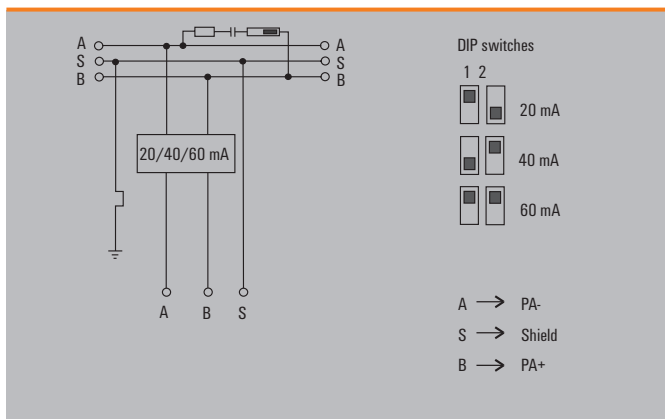 A A
S S
B B
20/40/60 mA
A B S
DIP switches
1 2
20 mA
40 mA
60 mA
A → PA-
S → Shield
B → PA+